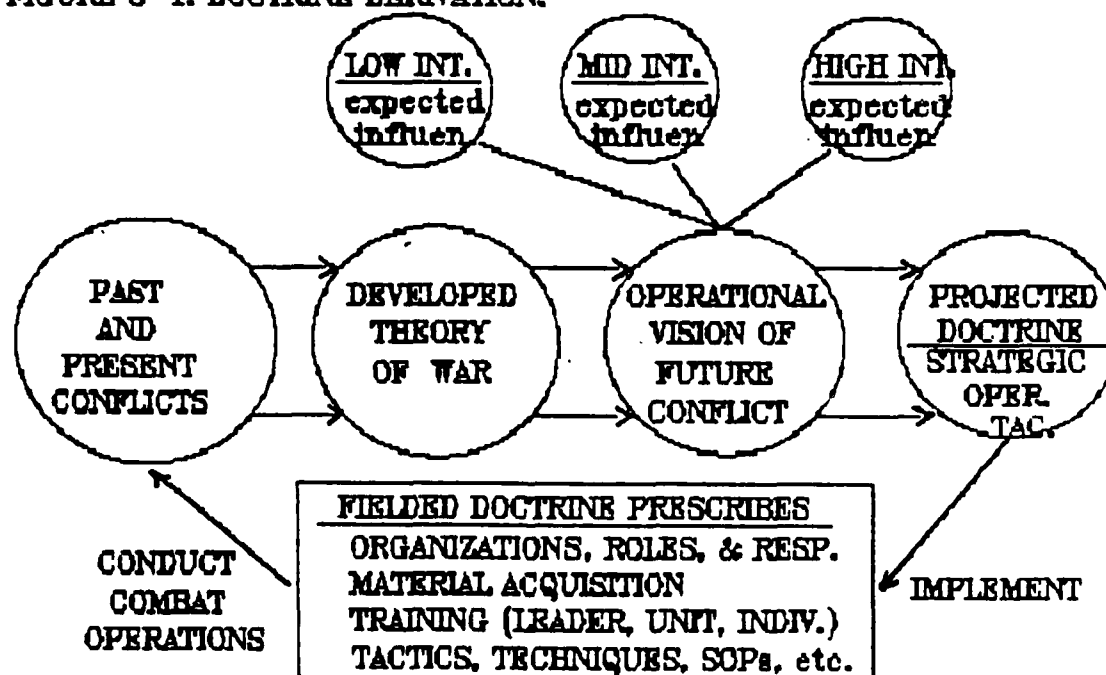 LOW INT.
expected
influen
MID INT.
expected
influen
HIGH INT.
expected
influen
PAST
AND
PRESENT
CONFLICTS
DEVELOPED
THEORY
OF WAR
OPERATIONAL
VISION OF
FUTURE
CONFLICT
PROJECTED
DOCTRINE
STRATEGIC
OPER.
TAC.
FIELDED DOCTRINE PRESCRIBES
ORGANIZATIONS, ROLES, & RESP.
MATERIAL ACQUISITION
TRAINING (LEADER, UNIT, INDIV.)
TACTICS, TECHNIQUES, SOPs, etc.
CONDUCT
COMBAT
OPERATIONS
IMPLEMENT